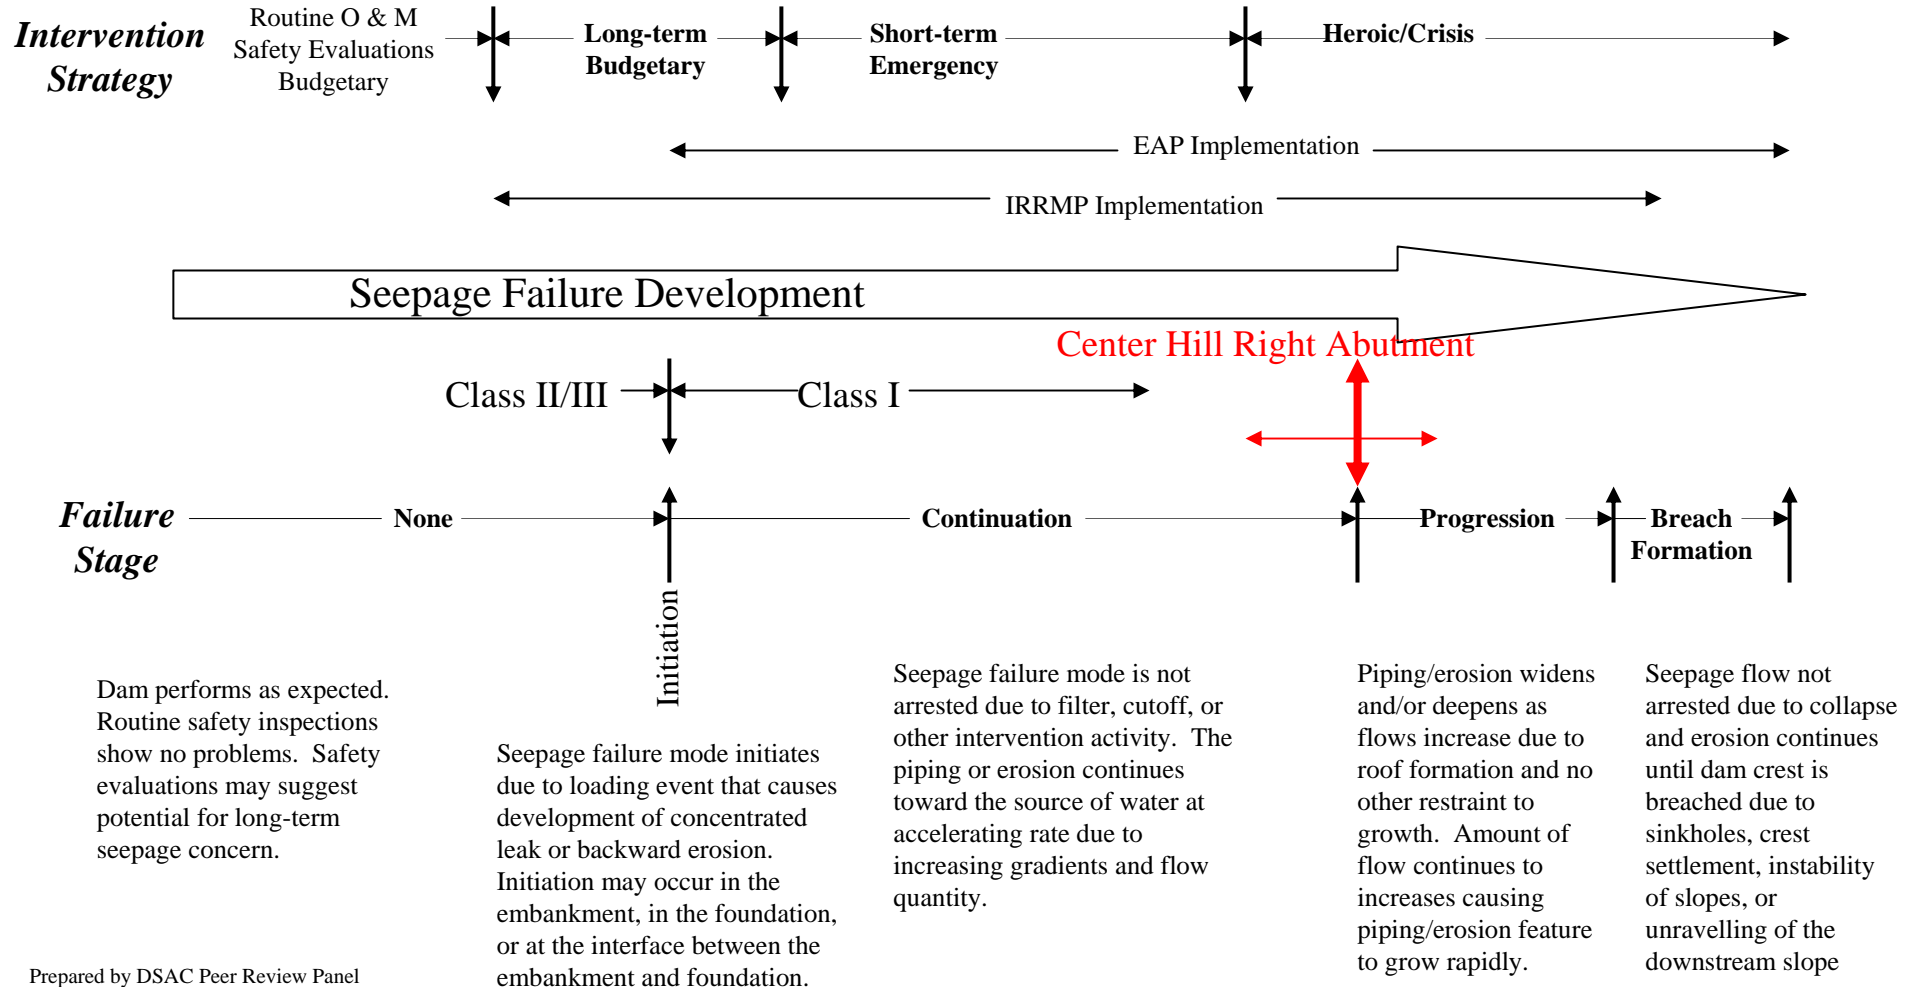 Intervention
Strategy
Routine O & M
Safety Evaluations
Budgetary
Long-term
Budgetary
Short-term
Emergency
Heroic/Crisis
EAP Implementation
IRRMP Implementation
Seepage Failure Development
Center Hill Right Abutment
Class II/III
Class I
Failure
Stage
None
Continuation
Progression
Breach
Formation
Initiation
Dam performs as expected.
Routine safety inspections
show no problems.  Safety
evaluations may suggest
potential for long-term
seepage concern.
Seepage failure mode initiates
due to loading event that causes
development of concentrated
leak or backward erosion.
Initiation may occur in the
embankment, in the foundation,
or at the interface between the
embankment and foundation.
Seepage failure mode is not
arrested due to filter, cutoff, or
other intervention activity.  The
piping or erosion continues
toward the source of water at
accelerating rate due to
increasing gradients and flow
quantity.
Piping/erosion widens
and/or deepens as
flows increase due to
roof formation and no
other restraint to
growth.  Amount of
flow continues to
increases causing
piping/erosion feature
to grow rapidly.
Seepage flow not
arrested due to collapse
and erosion continues
until dam crest is
breached due to
sinkholes, crest
settlement, instability
of slopes, or
unravelling of the
downstream slope
Prepared by DSAC Peer Review Panel